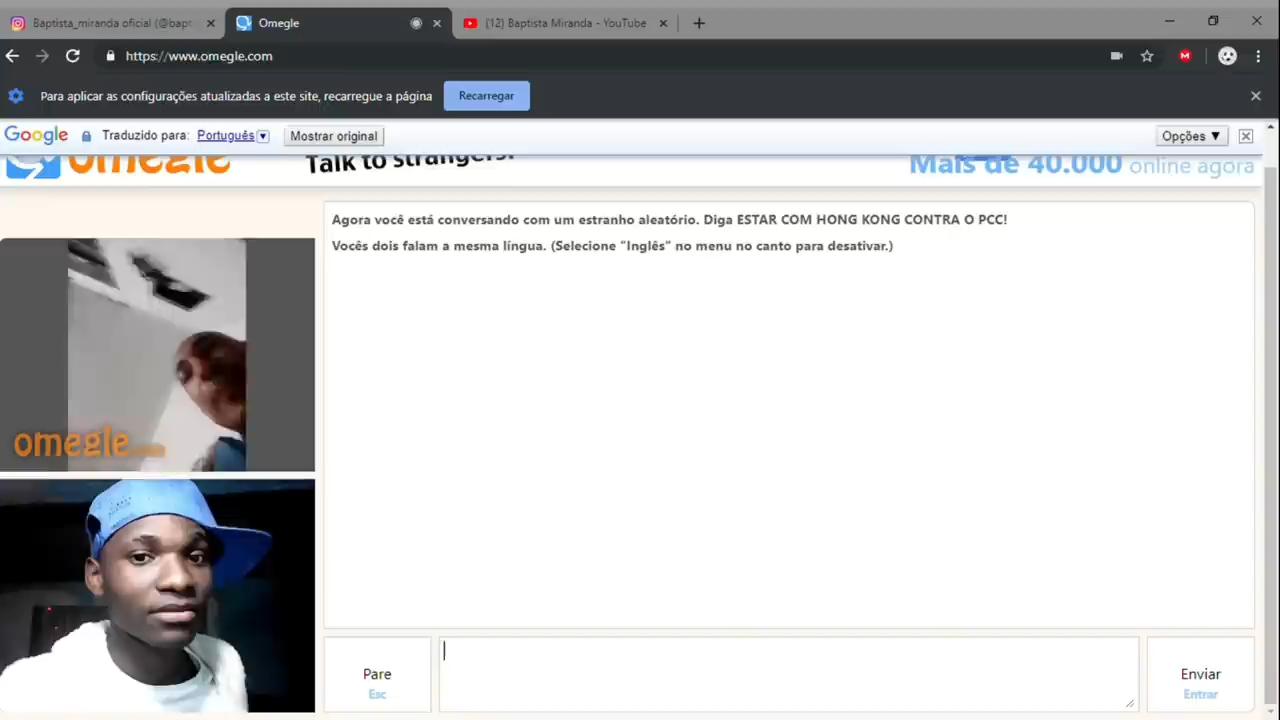 Baptista_miranda oficial (@bapt
Omegle
(12) Baptista Miranda - YouTube
https://www.omegle.com
Para aplicar as configurações atualizadas a este site, recarregue a página
Recarregar
Google
Traduzido para: Português
Mostrar original
Opções
omegle
Talk to strangers!
Mais de 40.000 online agora
Agora você está conversando com um estranho aleatório. Diga ESTAR COM HONG KONG CONTRA O PCC!
Vocês dois falam a mesma língua. (Selecione “Inglês” no menu no canto para desativar.)
omegle
Pare
Esc
Enviar
Entrar